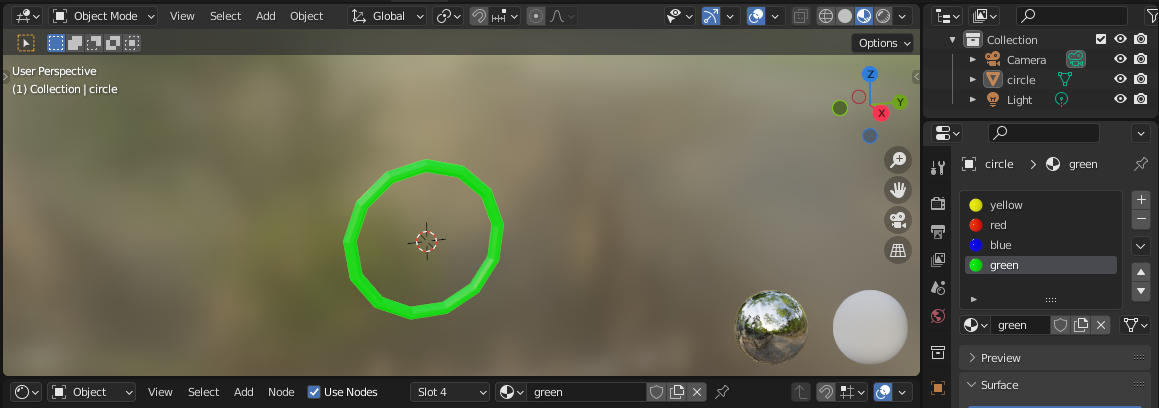 Object Mode View Select Add Object Global
Options
User Perspective
(1) Collection | circle
Z
Y
X
Object View Select Add Node Use Nodes Slot 4 green
Collection
Camera
circle
Light
circle > green
yellow
red
blue
green
green
Preview
Surface